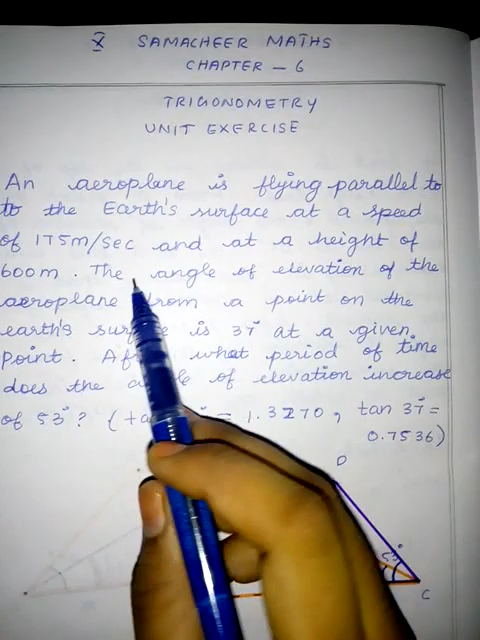 X SAMACHEER MATHS
CHAPTER - 6
TRIGONOMETRY
UNIT EXERCISE
An aeroplane is flying parallel to
to the Earth's surface at a speed
of 175m/sec and at a height of
600m. The angle of elevation of the
aeroplane from a point on the
earth's is 37° at a given
point. what period of time
does the of elevation increase
of 53°? ( = 1.3270, tan 37 =
0.7536)
D
C